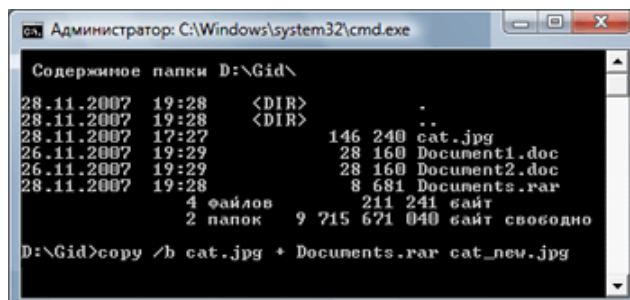 Администратор: C:\Windows\system32\cmd.exe
Содержимое папки D:\Gid\
28.11.2007 19:28 <DIR> .
28.11.2007 19:28 <DIR> ..
28.11.2007 17:27 146 240 cat.jpg
26.11.2007 19:29 28 160 Document1.doc
26.11.2007 19:29 28 160 Document2.doc
28.11.2007 19:28 8 681 Documents.rar
4 файлов 211 241 байт
2 папок 9 715 671 040 байт свободно
D:\Gid>copy /b cat.jpg + Documents.rar cat_new.jpg